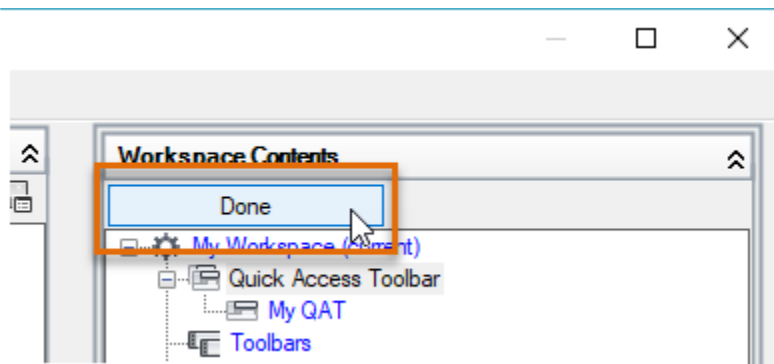 Workspace Contents
Done
My Workspace (current)
Quick Access Toolbar
My QAT
Toolbars